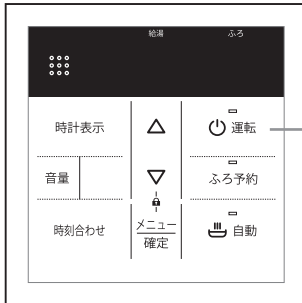 給湯 ふろ
時計表示
運転
音量
ふろ予約
時刻合わせ
メニュー
確定
自動